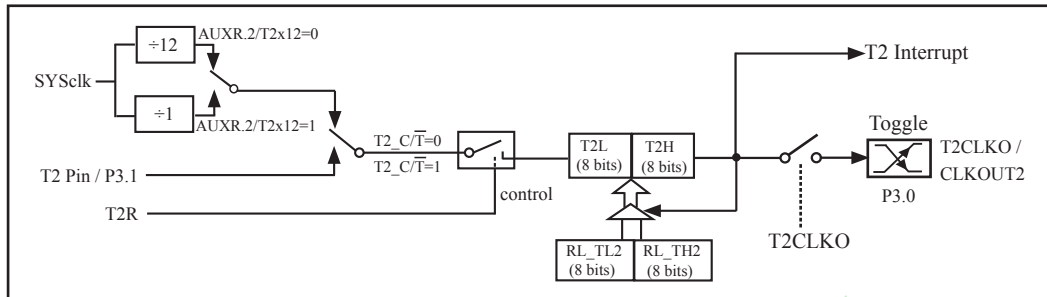 ÷12
AUXR.2/T2x12=0
SYSclk
÷1
AUXR.2/T2x12=1
T2_C/T̅=0
T2_C/T̅=1
T2 Pin / P3.1
T2R
control
T2L
(8 bits)
T2H
(8 bits)
RL_TL2
(8 bits)
RL_TH2
(8 bits)
T2 Interrupt
Toggle
T2CLKO /
CLKOUT2
P3.0
T2CLKO